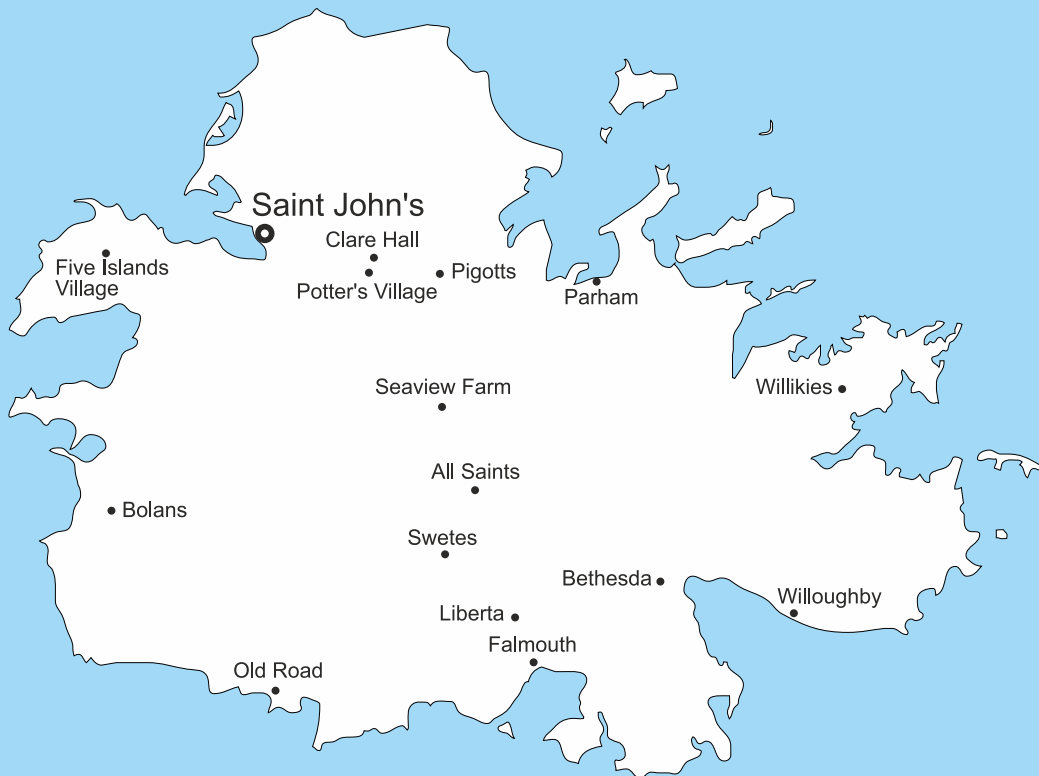 Saint John's
Clare Hall
Five Islands
Village
Potter's Village
Pigotts
Parham
Seaview Farm
Willikies
All Saints
Bolans
Swetes
Bethesda
Willoughby
Liberta
Falmouth
Old Road